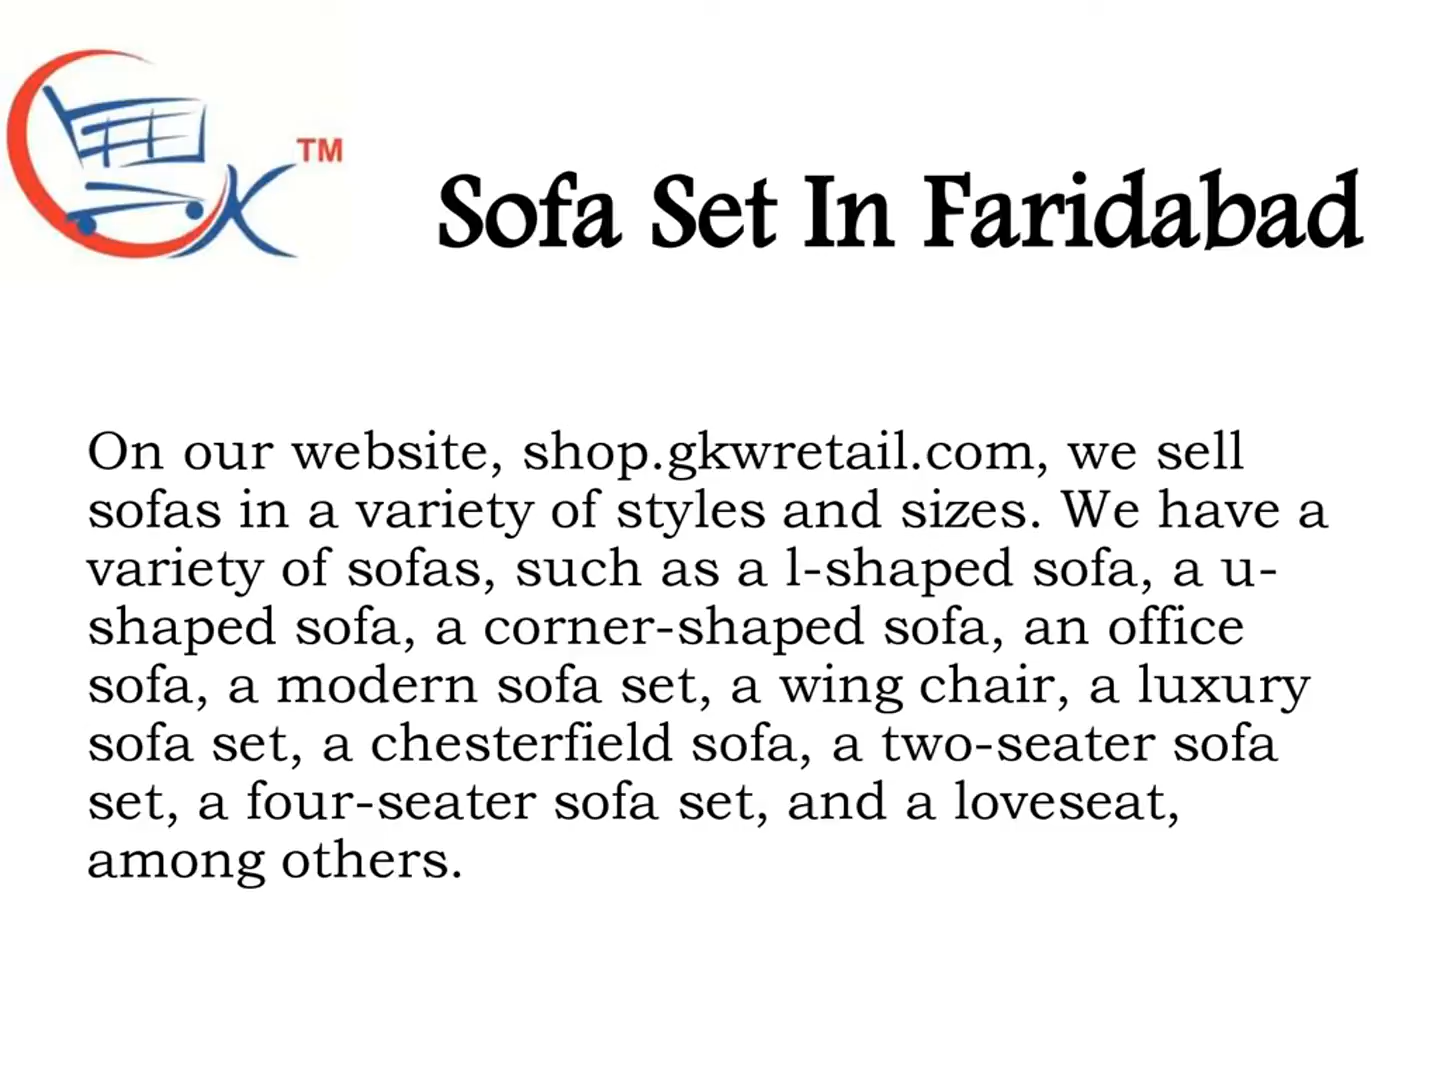 TM
Sofa Set In Faridabad
On our website, shop.gkwretail.com, we sell
sofas in a variety of styles and sizes. We have a
variety of sofas, such as a l-shaped sofa, a u-
shaped sofa, a corner-shaped sofa, an office
sofa, a modern sofa set, a wing chair, a luxury
sofa set, a chesterfield sofa, a two-seater sofa
set, a four-seater sofa set, and a loveseat,
among others.